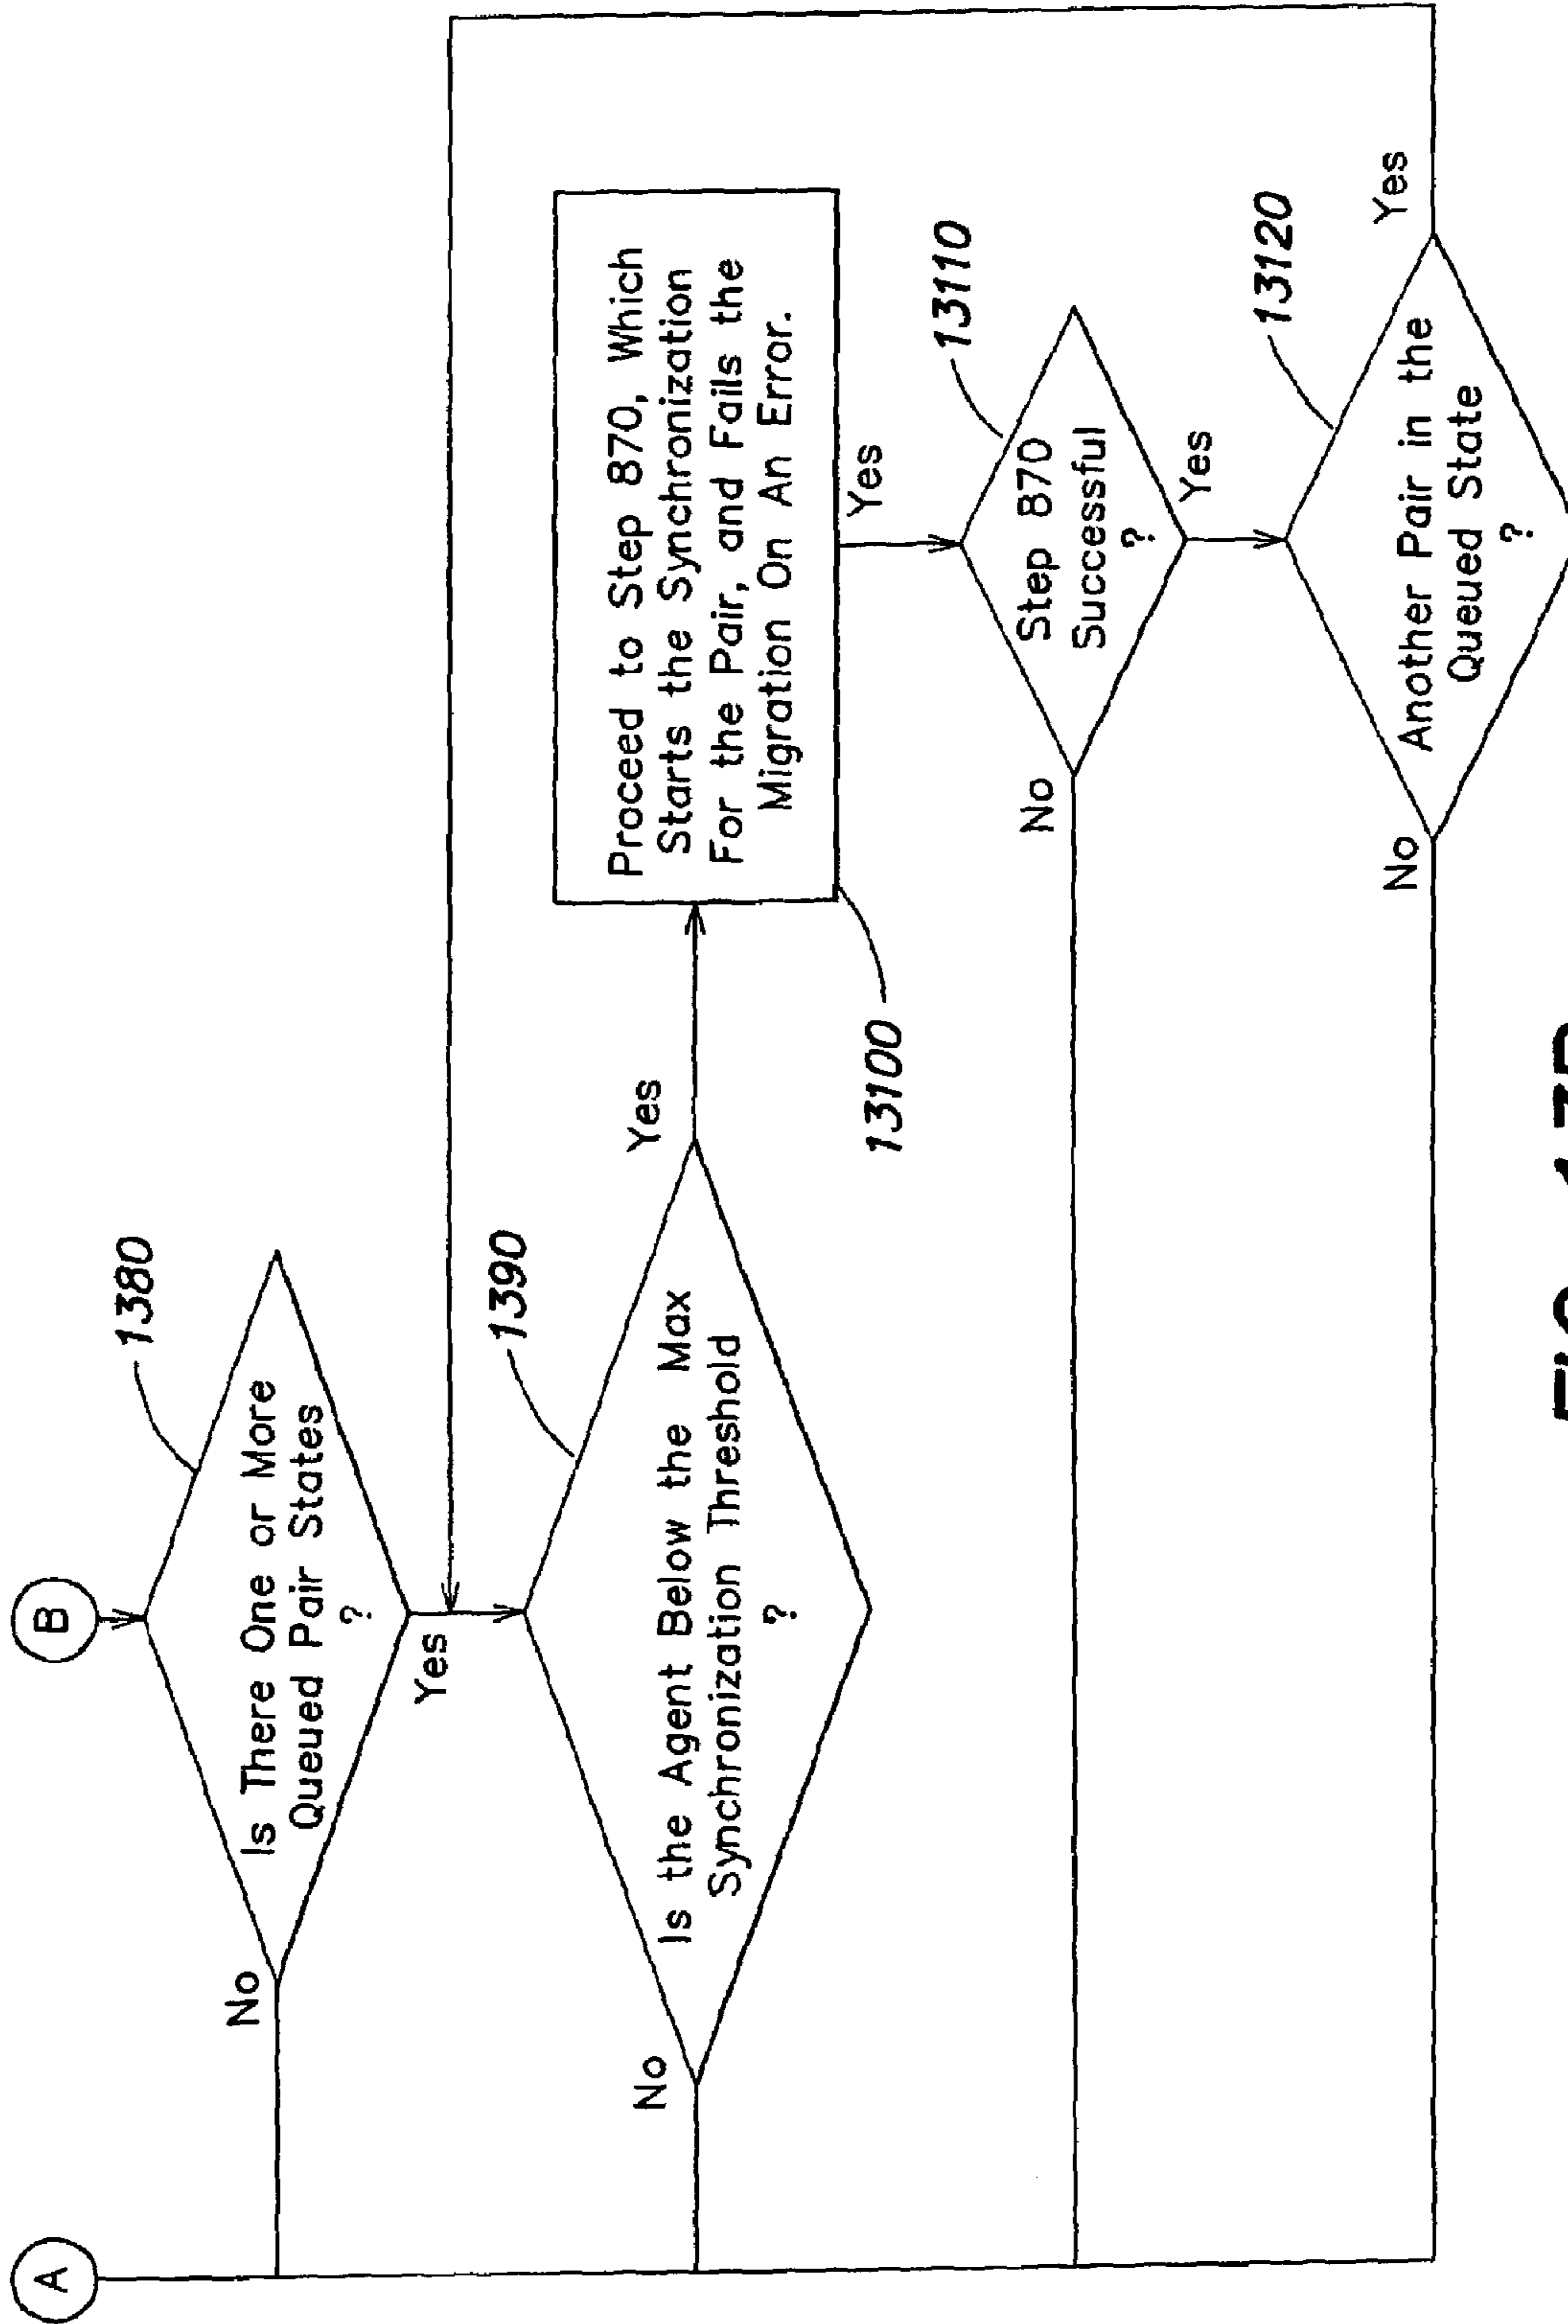 A
B
1380
Is There One or More
Queued Pair States
?
No
Yes
1390
Is the Agent Below the Max
Synchronization Threshold
?
No
Yes
Proceed to Step 870, Which
Starts the Synchronization
For the Pair, and Fails the
Migration On An Error.
13100
Yes
13110
Step 870
Successful
?
No
Yes
13120
Another Pair in the
Queued State
?
No
Yes